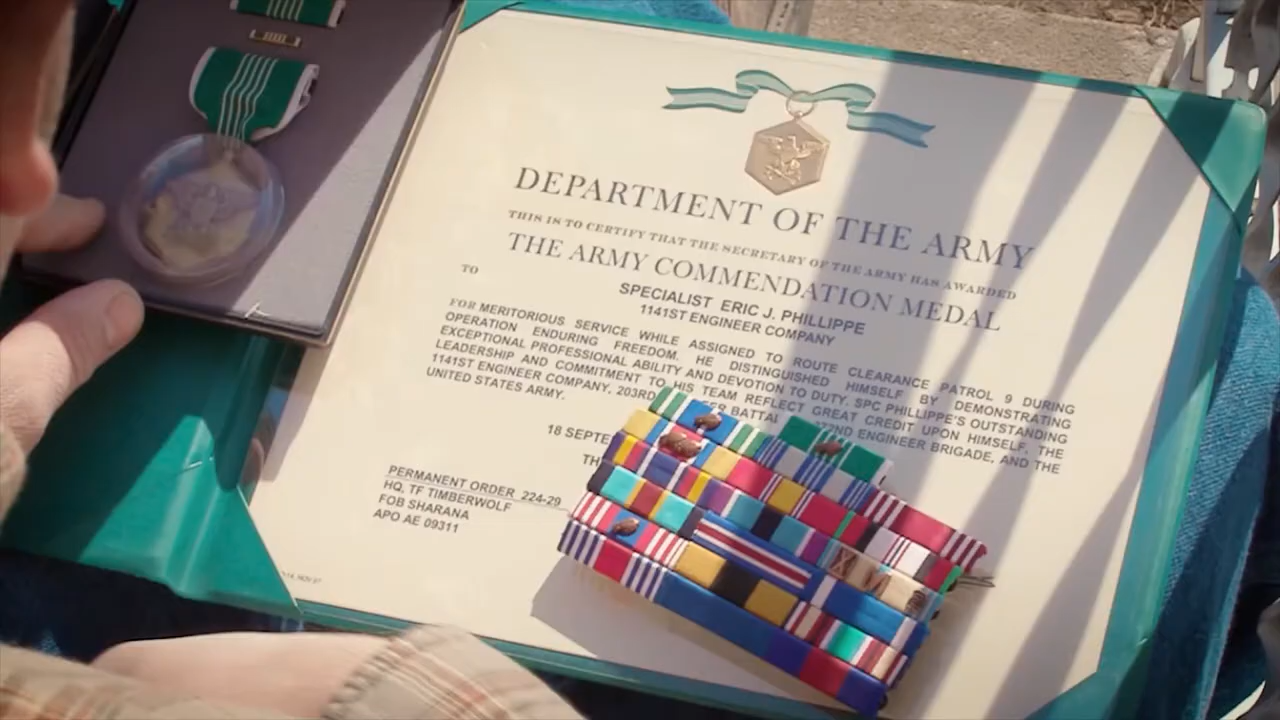 DEPARTMENT OF THE ARMY
THIS IS TO CERTIFY THAT THE SECRETARY OF THE ARMY HAS AWARDED
THE ARMY COMMENDATION MEDAL
TO
SPECIALIST ERIC J. PHILLIPPE
1141ST ENGINEER COMPANY
FOR MERITORIOUS SERVICE WHILE ASSIGNED TO ROUTE CLEARANCE PATROL 9 DURING
OPERATION ENDURING FREEDOM. HE DISTINGUISHED HIMSELF BY DEMONSTRATING
EXCEPTIONAL PROFESSIONAL ABILITY AND DEVOTION TO DUTY. SPC PHILLIPPE'S OUTSTANDING
LEADERSHIP AND COMMITMENT TO HIS TEAM REFLECT GREAT CREDIT UPON HIMSELF, THE
1141ST ENGINEER COMPANY, 203RD BATTAL 372ND ENGINEER BRIGADE, AND THE
UNITED STATES ARMY.
18 SEPTE
TH
PERMANENT ORDER 224-29
HQ, TF TIMBERWOLF
FOB SHARANA
APO AE 09311